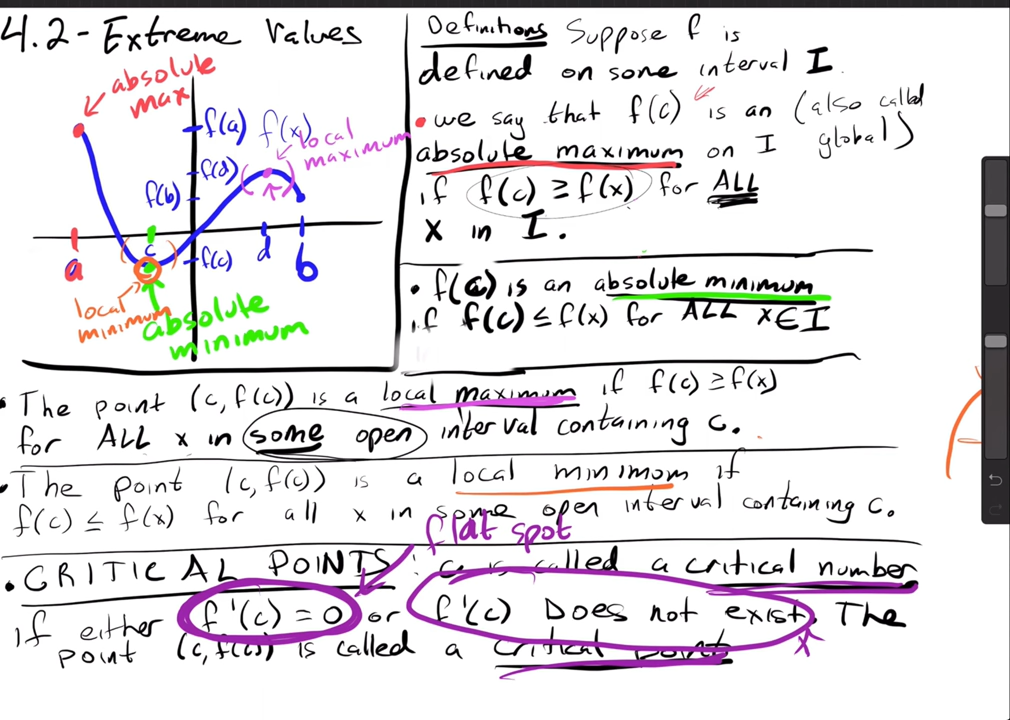 4.2 - Extreme Values
absolute
max
f(a) f(x)
local
maximum
f(d)
f(b)
a
c
f(c)
d
b
local
minimum
absolute
minimum
Definitions Suppose f is
defined on some interval I.
• we say that f(c) is an (also called
absolute maximum on I global)
if f(c) ≥ f(x) for ALL
x in I.
• f(c) is an absolute minimum
if f(c) ≤ f(x) for ALL x∈I
• The point (c, f(c)) is a local maximum if f(c) ≥ f(x)
for ALL x in some open interval containing c.
• The point (c, f(c)) is a local minimum if
f(c) ≤ f(x) for all x in some open interval containing c.
flat spot
• CRITICAL POINTS: c is called a critical number
if either f'(c) = 0 or f'(c) Does not exist. The
point (c, f(c)) is called a critical point
x